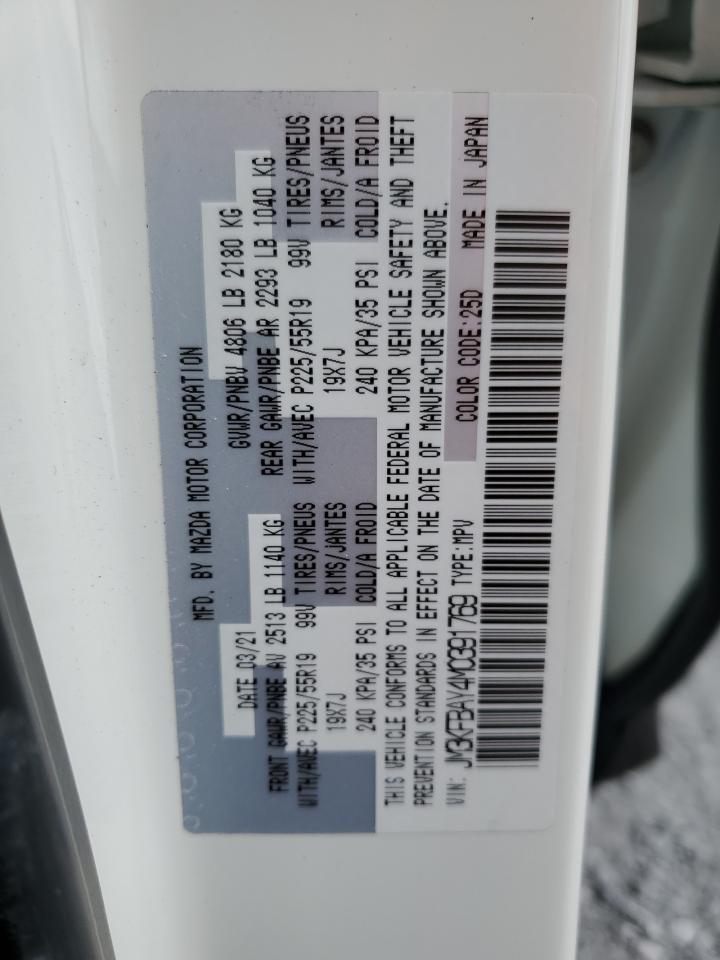 MFD. BY MAZDA MOTOR CORPORATION
DATE 03/21 GVWR/PNBV 4806 LB 2180 KG
FRONT GAWR/PNBE AV 2513 LB 1140 KG REAR GAWR/PNBE AR 2293 LB 1040 KG
WITH/AVEC P225/55R19 99V TIRES/PNEUS WITH/AVEC P225/55R19 99V TIRES/PNEUS
19X7J RIMS/JANTES 19X7J RIMS/JANTES
240 KPA/35 PSI COLD/A FROID 240 KPA/35 PSI COLD/A FROID
THIS VEHICLE CONFORMS TO ALL APPLICABLE FEDERAL MOTOR VEHICLE SAFETY AND THEFT
PREVENTION STANDARDS IN EFFECT ON THE DATE OF MANUFACTURE SHOWN ABOVE.
VIN: JM3KFBAY4M0391769 TYPE:MPV COLOR CODE:25D MADE IN JAPAN